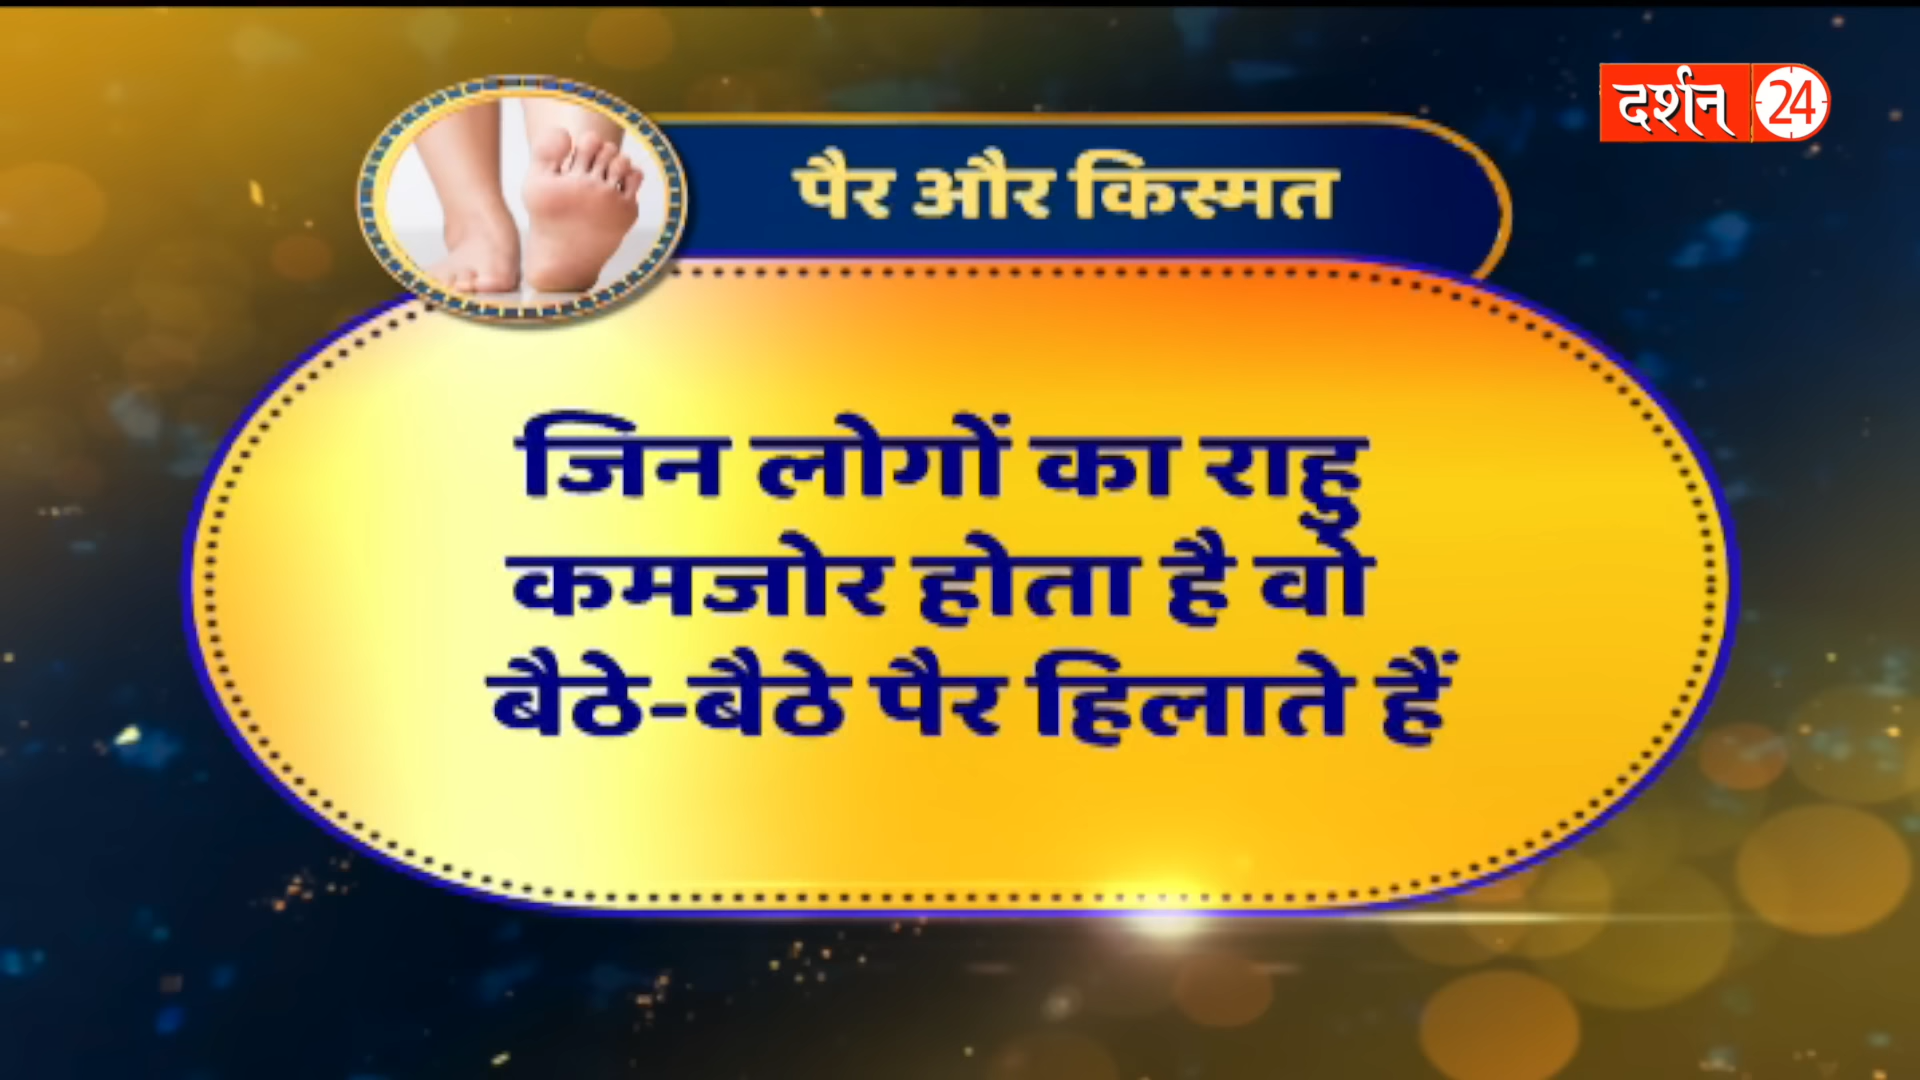 दर्शन 24
पैर और किस्मत
जिन लोगों का राहु
कमजोर होता है वो
बैठे-बैठे पैर हिलाते हैं